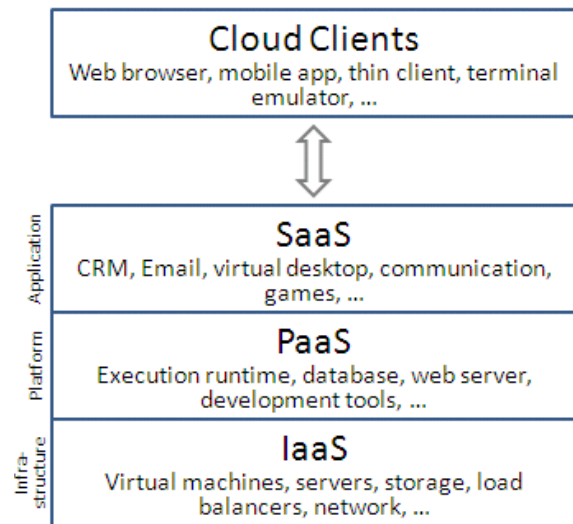 Cloud Clients
Web browser, mobile app, thin client, terminal
emulator, ...
Application
SaaS
CRM, Email, virtual desktop, communication,
games, ...
Platform
PaaS
Execution runtime, database, web server,
development tools, ...
Infra-
structure
IaaS
Virtual machines, servers, storage, load
balancers, network, ...